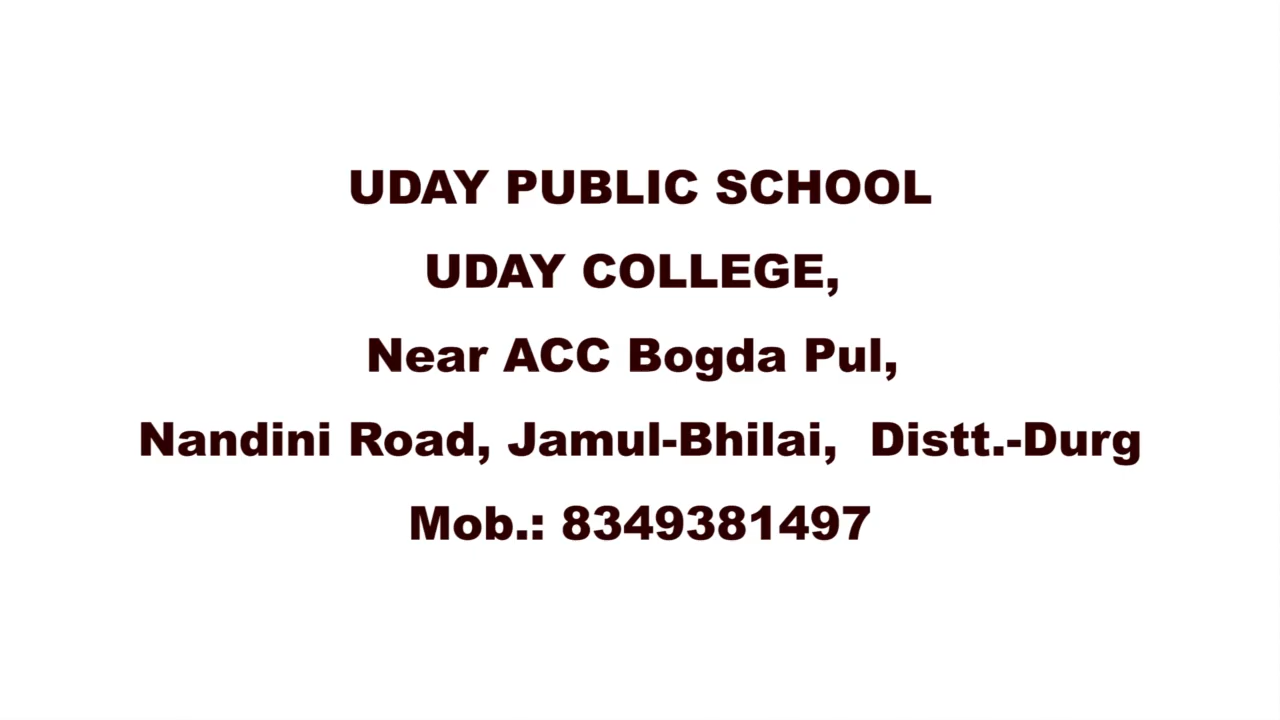 UDAY PUBLIC SCHOOL
UDAY COLLEGE,
Near ACC Bogda Pul,
Nandini Road, Jamul-Bhilai,  Distt.-Durg
Mob.: 8349381497